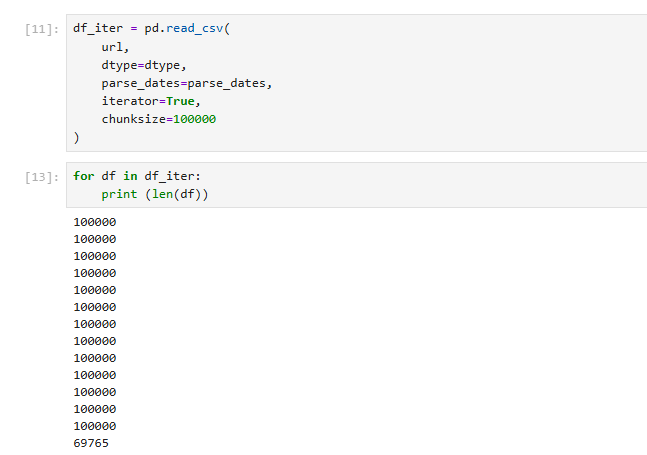 [11]: df_iter = pd.read_csv(
    url,
    dtype=dtype,
    parse_dates=parse_dates,
    iterator=True,
    chunksize=100000
)
[13]: for df in df_iter:
    print (len(df))
100000
100000
100000
100000
100000
100000
100000
100000
100000
100000
100000
100000
100000
69765